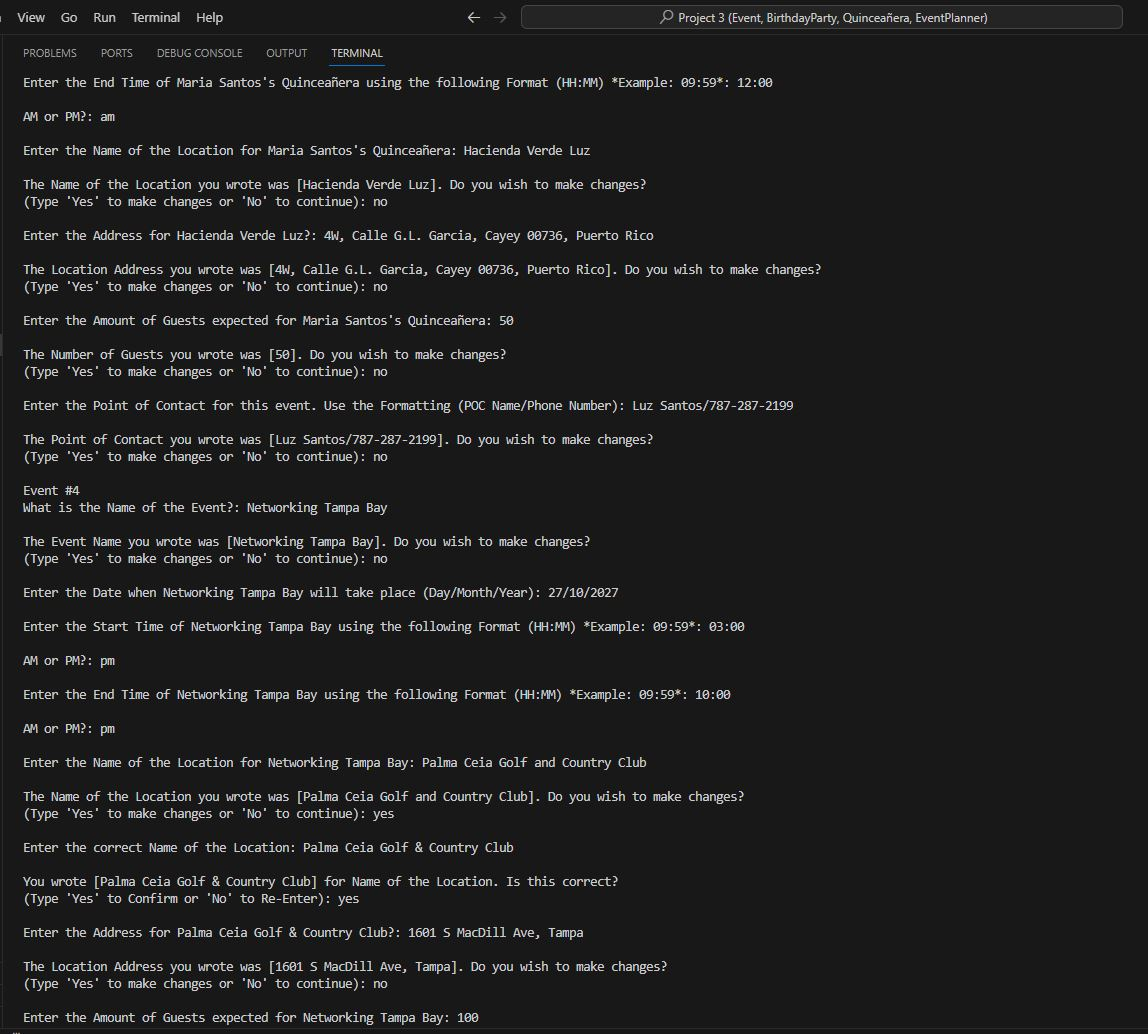 View Go Run Terminal Help
Project 3 (Event, BirthdayParty, Quinceañera, EventPlanner)
PROBLEMS PORTS DEBUG CONSOLE OUTPUT TERMINAL
Enter the End Time of Maria Santos's Quinceañera using the following Format (HH:MM) *Example: 09:59*: 12:00
AM or PM?: am
Enter the Name of the Location for Maria Santos's Quinceañera: Hacienda Verde Luz
The Name of the Location you wrote was [Hacienda Verde Luz]. Do you wish to make changes?
(Type 'Yes' to make changes or 'No' to continue): no
Enter the Address for Hacienda Verde Luz?: 4W, Calle G.L. Garcia, Cayey 00736, Puerto Rico
The Location Address you wrote was [4W, Calle G.L. Garcia, Cayey 00736, Puerto Rico]. Do you wish to make changes?
(Type 'Yes' to make changes or 'No' to continue): no
Enter the Amount of Guests expected for Maria Santos's Quinceañera: 50
The Number of Guests you wrote was [50]. Do you wish to make changes?
(Type 'Yes' to make changes or 'No' to continue): no
Enter the Point of Contact for this event. Use the Formatting (POC Name/Phone Number): Luz Santos/787-287-2199
The Point of Contact you wrote was [Luz Santos/787-287-2199]. Do you wish to make changes?
(Type 'Yes' to make changes or 'No' to continue): no
Event #4
What is the Name of the Event?: Networking Tampa Bay
The Event Name you wrote was [Networking Tampa Bay]. Do you wish to make changes?
(Type 'Yes' to make changes or 'No' to continue): no
Enter the Date when Networking Tampa Bay will take place (Day/Month/Year): 27/10/2027
Enter the Start Time of Networking Tampa Bay using the following Format (HH:MM) *Example: 09:59*: 03:00
AM or PM?: pm
Enter the End Time of Networking Tampa Bay using the following Format (HH:MM) *Example: 09:59*: 10:00
AM or PM?: pm
Enter the Name of the Location for Networking Tampa Bay: Palma Ceia Golf and Country Club
The Name of the Location you wrote was [Palma Ceia Golf and Country Club]. Do you wish to make changes?
(Type 'Yes' to make changes or 'No' to continue): yes
Enter the correct Name of the Location: Palma Ceia Golf & Country Club
You wrote [Palma Ceia Golf & Country Club] for Name of the Location. Is this correct?
(Type 'Yes' to Confirm or 'No' to Re-Enter): yes
Enter the Address for Palma Ceia Golf & Country Club?: 1601 S MacDill Ave, Tampa
The Location Address you wrote was [1601 S MacDill Ave, Tampa]. Do you wish to make changes?
(Type 'Yes' to make changes or 'No' to continue): no
Enter the Amount of Guests expected for Networking Tampa Bay: 100